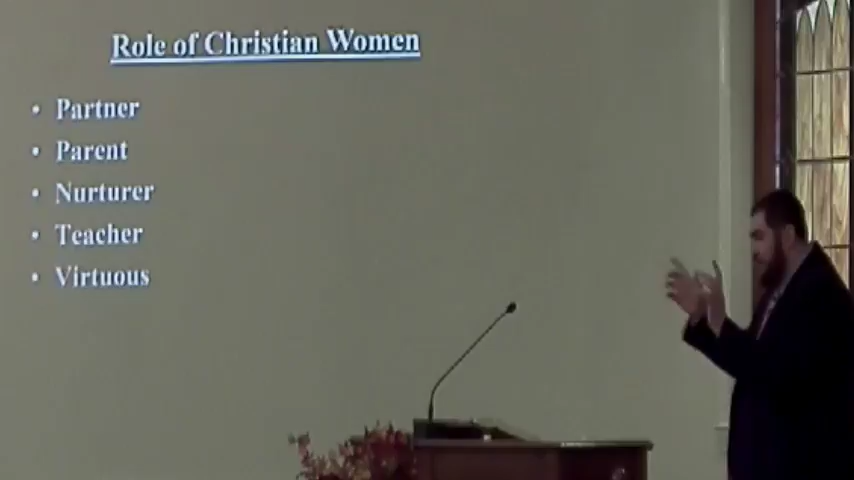 Role of Christian Women
• Partner
• Parent
• Nurturer
• Teacher
• Virtuous